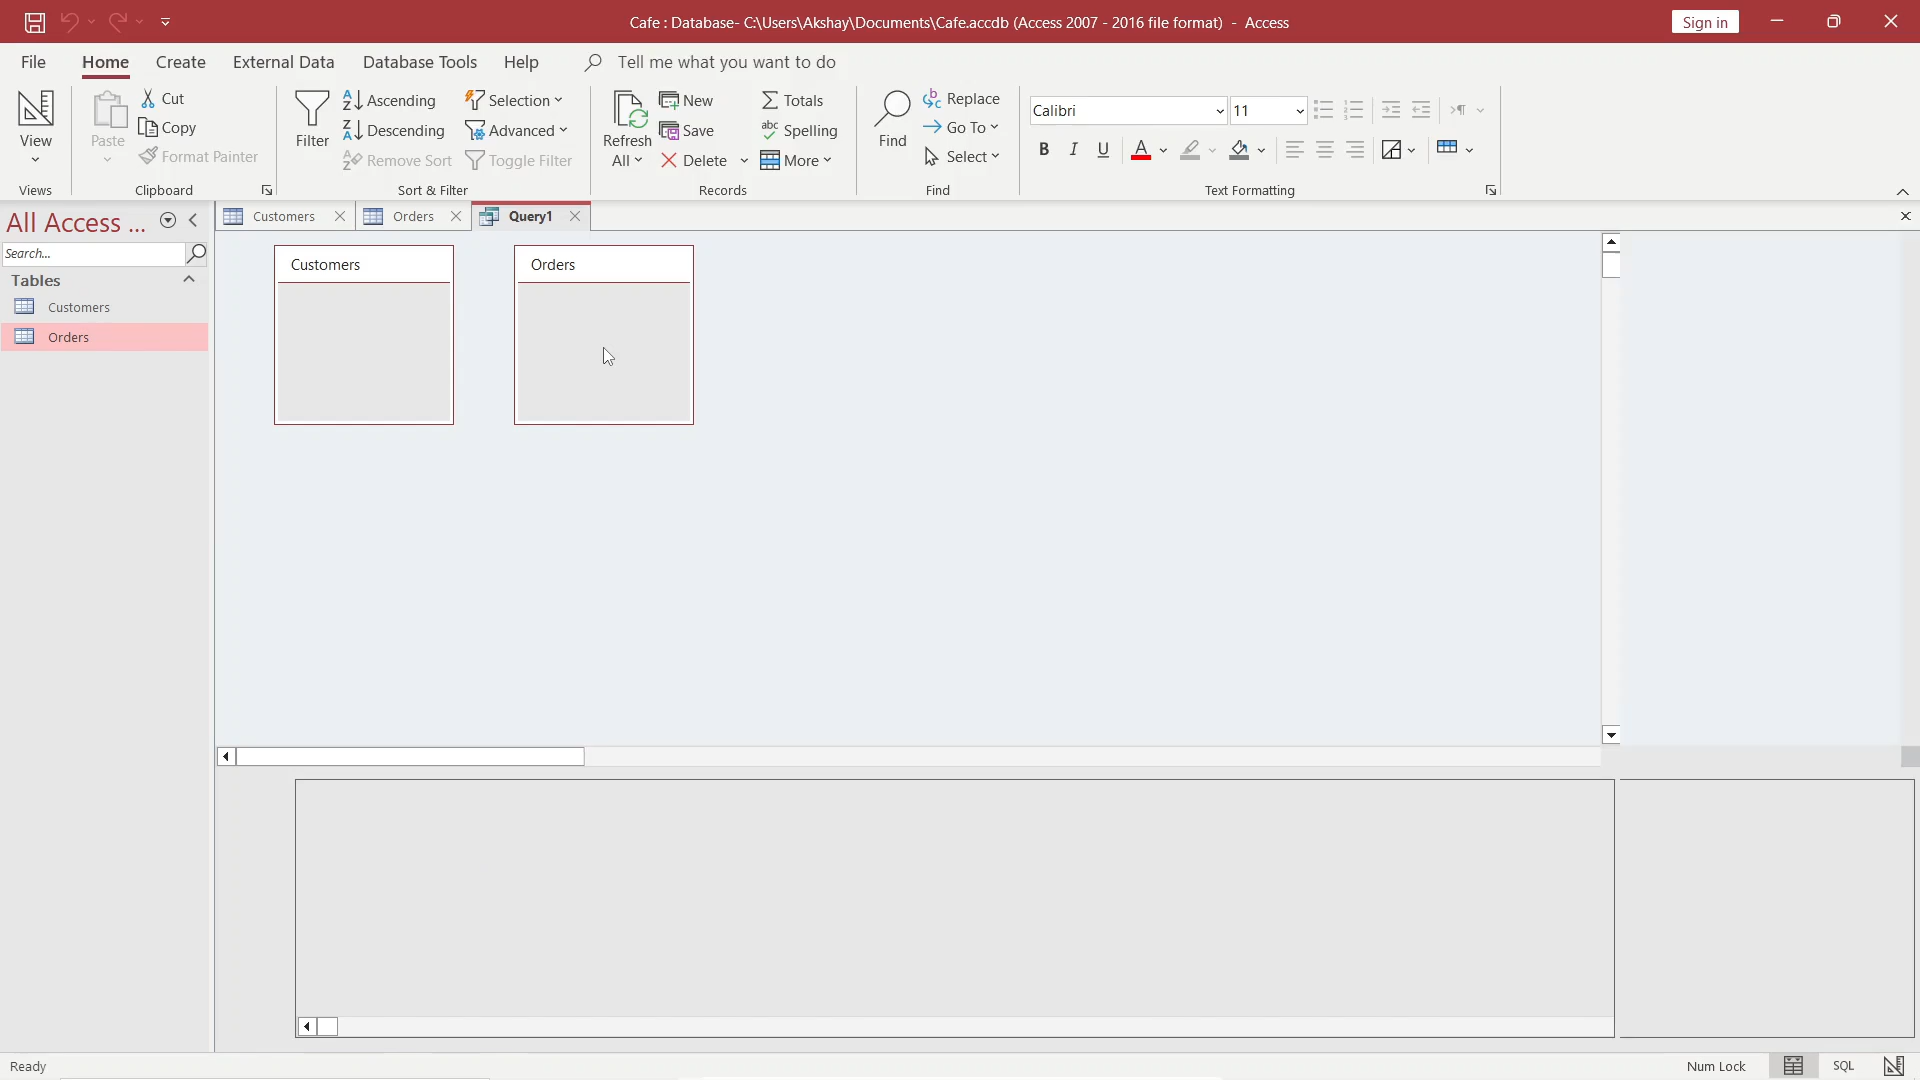 Cafe : Database- C:\Users\Akshay\Documents\Cafe.accdb (Access 2007 - 2016 file format) - Access
Sign in
File Home Create External Data Database Tools Help Tell me what you want to do
View
Views
Paste
Cut
Copy
Format Painter
Clipboard
Filter
Ascending
Descending
Remove Sort
Selection
Advanced
Toggle Filter
Sort & Filter
Refresh
All
New
Save
Delete
Totals
Spelling
More
Records
Find
Replace
Go To
Select
Find
Calibri
11
B I U A
Text Formatting
All Access ...
Search...
Tables
Customers
Orders
Customers Orders Query1
Customers
Orders
Ready
Num Lock
SQL